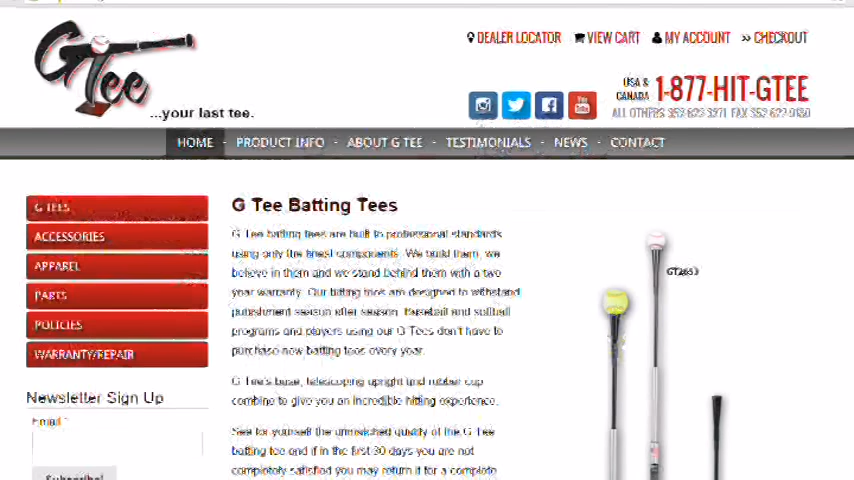 G Tee
...your last tee.
DEALER LOCATOR VIEW CART MY ACCOUNT >> CHECKOUT
USA & CANADA 1-877-HIT-GTEE
ALL OTHERS FAX
HOME - PRODUCT INFO - ABOUT G TEE - TESTIMONIALS - NEWS - CONTACT
G TEES
ACCESSORIES
APPAREL
PARTS
POLICIES
WARRANTY/REPAIR
Newsletter Sign Up
Email *
Subscribe!
G Tee Batting Tees
G Tee batting tees are built to professional standards
using only the finest components. We build them, we
believe in them and we stand behind them with a two
year warranty. Our batting tees are designed to withstand
punishment season after season. Baseball and softball
programs and players using our G Tees don't have to
purchase new batting tees every year.
G Tee's base, telescoping upright and rubber cup
combine to give you an incredible hitting experience.
See for yourself the unmatched quality of the G Tee
batting tee and if in the first 30 days you are not
completely satisfied you may return it for a complete